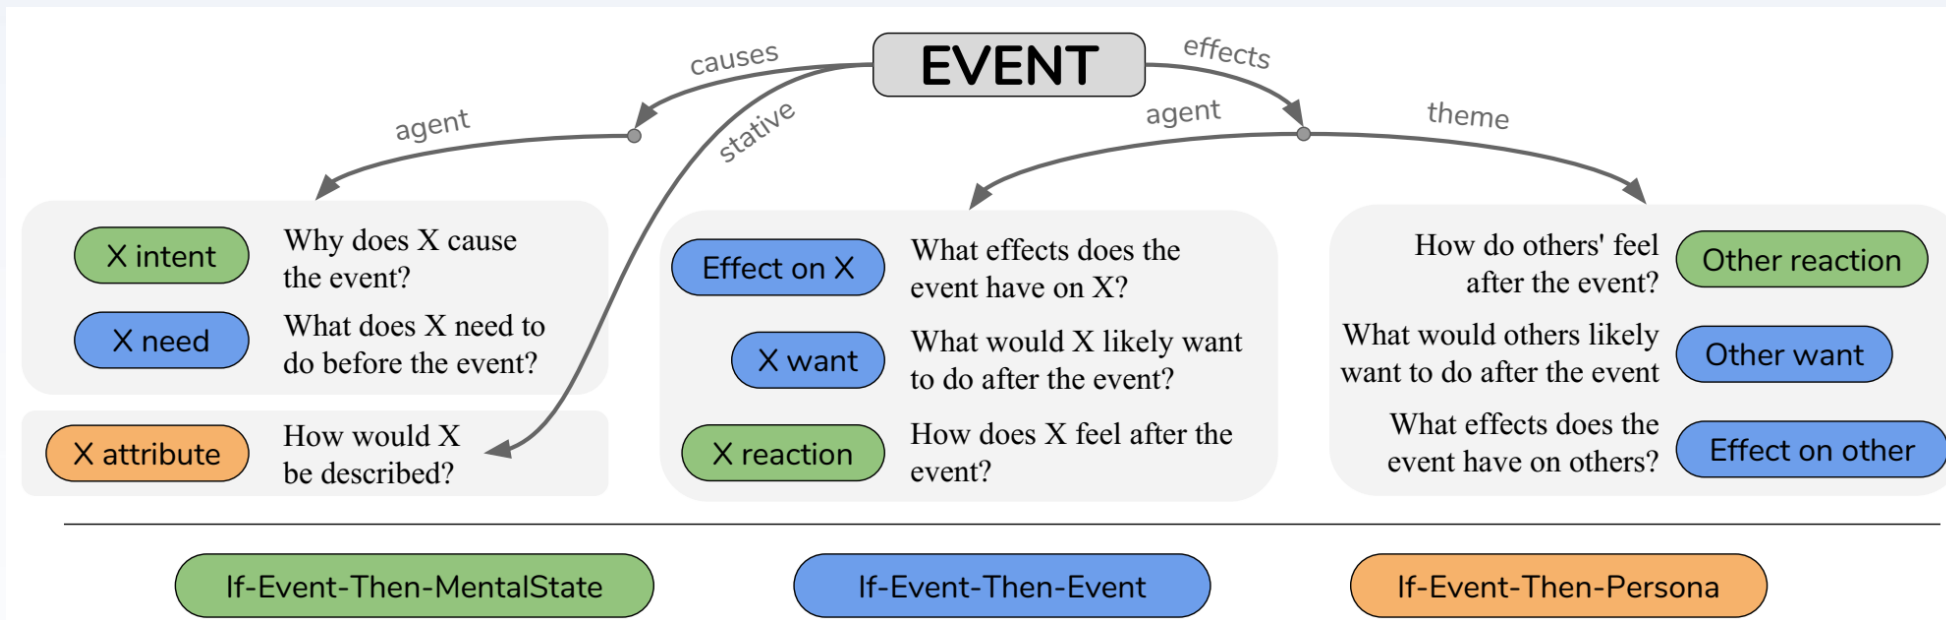 EVENT
causes
effects
agent
stative
agent
theme
X intent
Why does X cause
the event?
X need
What does X need to
do before the event?
X attribute
How would X
be described?
Effect on X
What effects does the
event have on X?
X want
What would X likely want
to do after the event?
X reaction
How does X feel after the
event?
How do others' feel
after the event?
Other reaction
What would others likely
want to do after the event
Other want
What effects does the
event have on others?
Effect on other
If-Event-Then-MentalState
If-Event-Then-Event
If-Event-Then-Persona